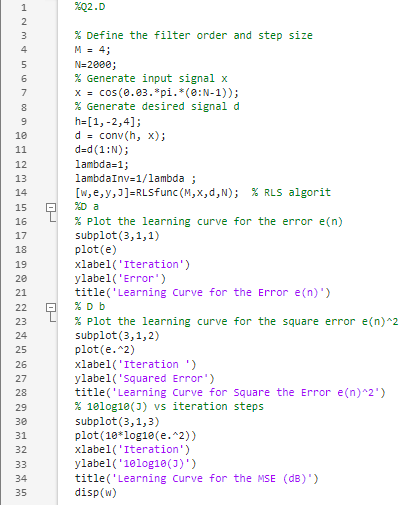 1 %Q2.D
2
3 % Define the filter order and step size
4 M = 4;
5 N=2000;
6 % Generate input signal x
7 x = cos(0.03.*pi.*(0:N-1));
8 % Generate desired signal d
9 h=[1,-2,4];
10 d = conv(h, x);
11 d=d(1:N);
12 lambda=1;
13 lambdaInv=1/lambda ;
14 [w,e,y,J]=RLSfunc(M,x,d,N);  % RLS algorit
15 %D a
16 % Plot the learning curve for the error e(n)
17 subplot(3,1,1)
18 plot(e)
19 xlabel('Iteration')
20 ylabel('Error')
21 title('Learning Curve for the Error e(n)')
22 % D b
23 % Plot the learning curve for the square error e(n)^2
24 subplot(3,1,2)
25 plot(e.^2)
26 xlabel('Iteration ')
27 ylabel('Squared Error')
28 title('Learning Curve for Square the Error e(n)^2')
29 % 10log10(J) vs iteration steps
30 subplot(3,1,3)
31 plot(10*log10(e.^2))
32 xlabel('Iteration')
33 ylabel('10log10(J)')
34 title('Learning Curve for the MSE (dB)')
35 disp(w)